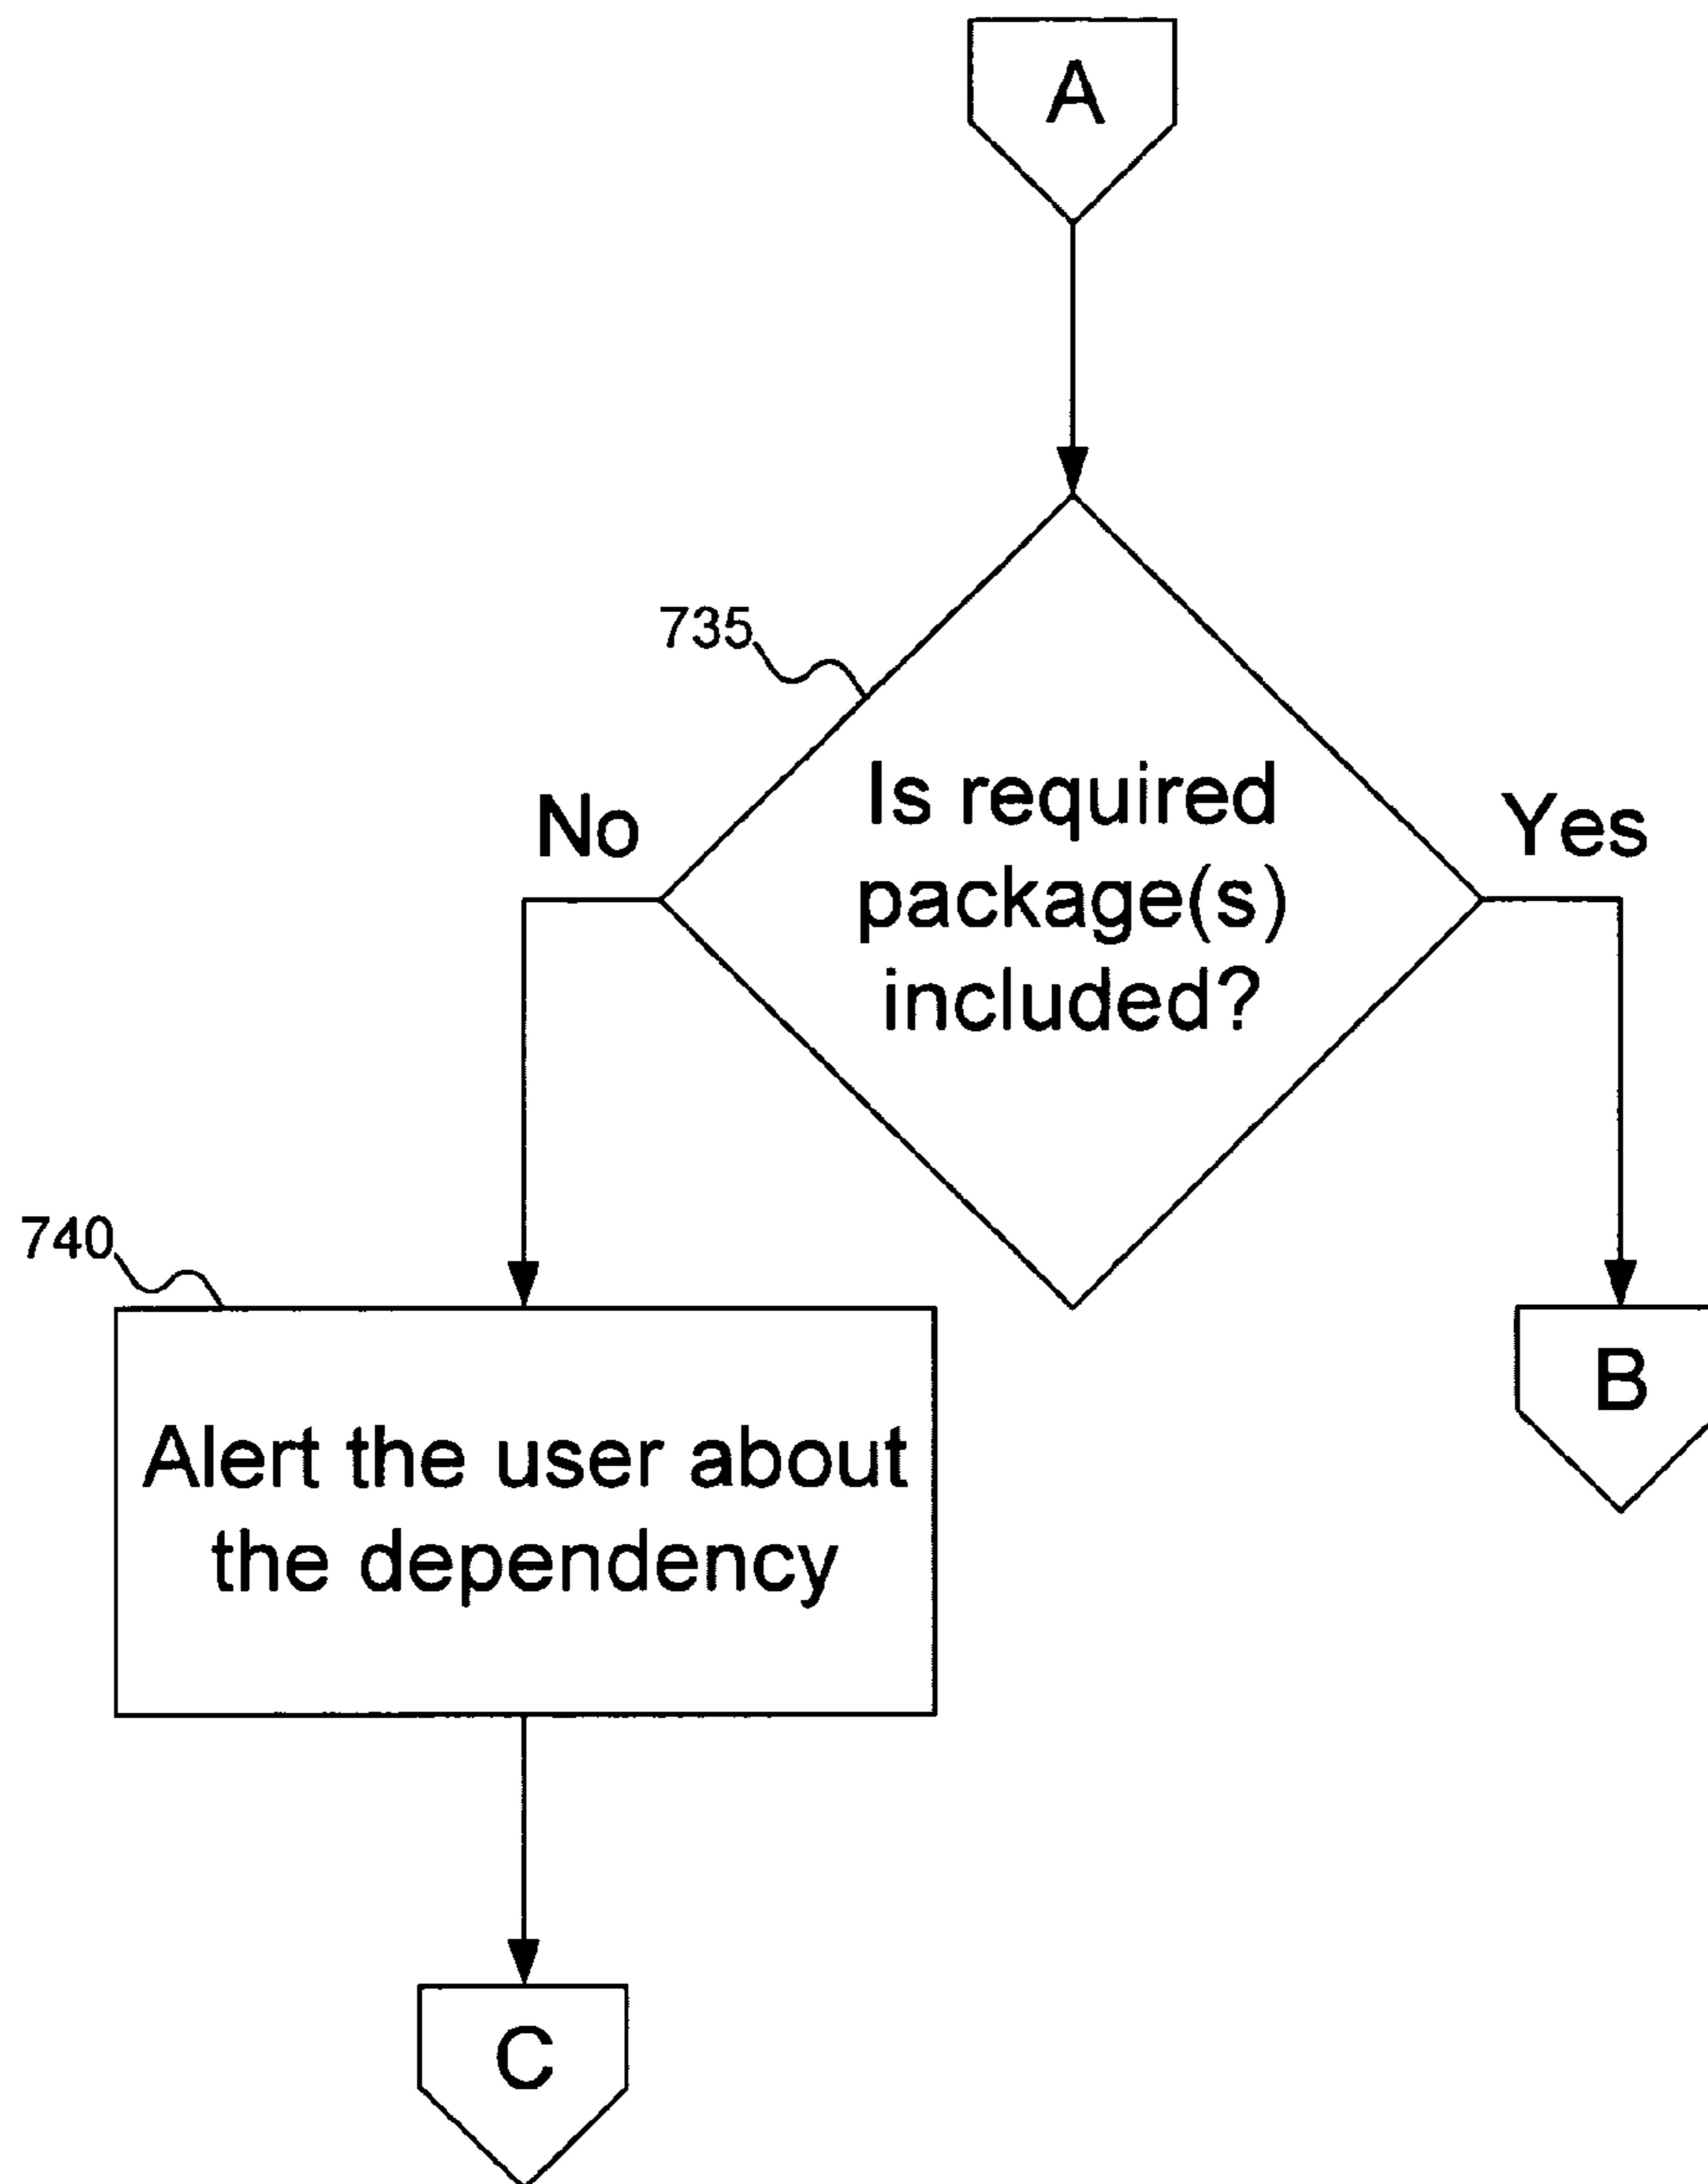 A
735
Is required
package(s)
included?
No
Yes
740
Alert the user about
the dependency
B
C